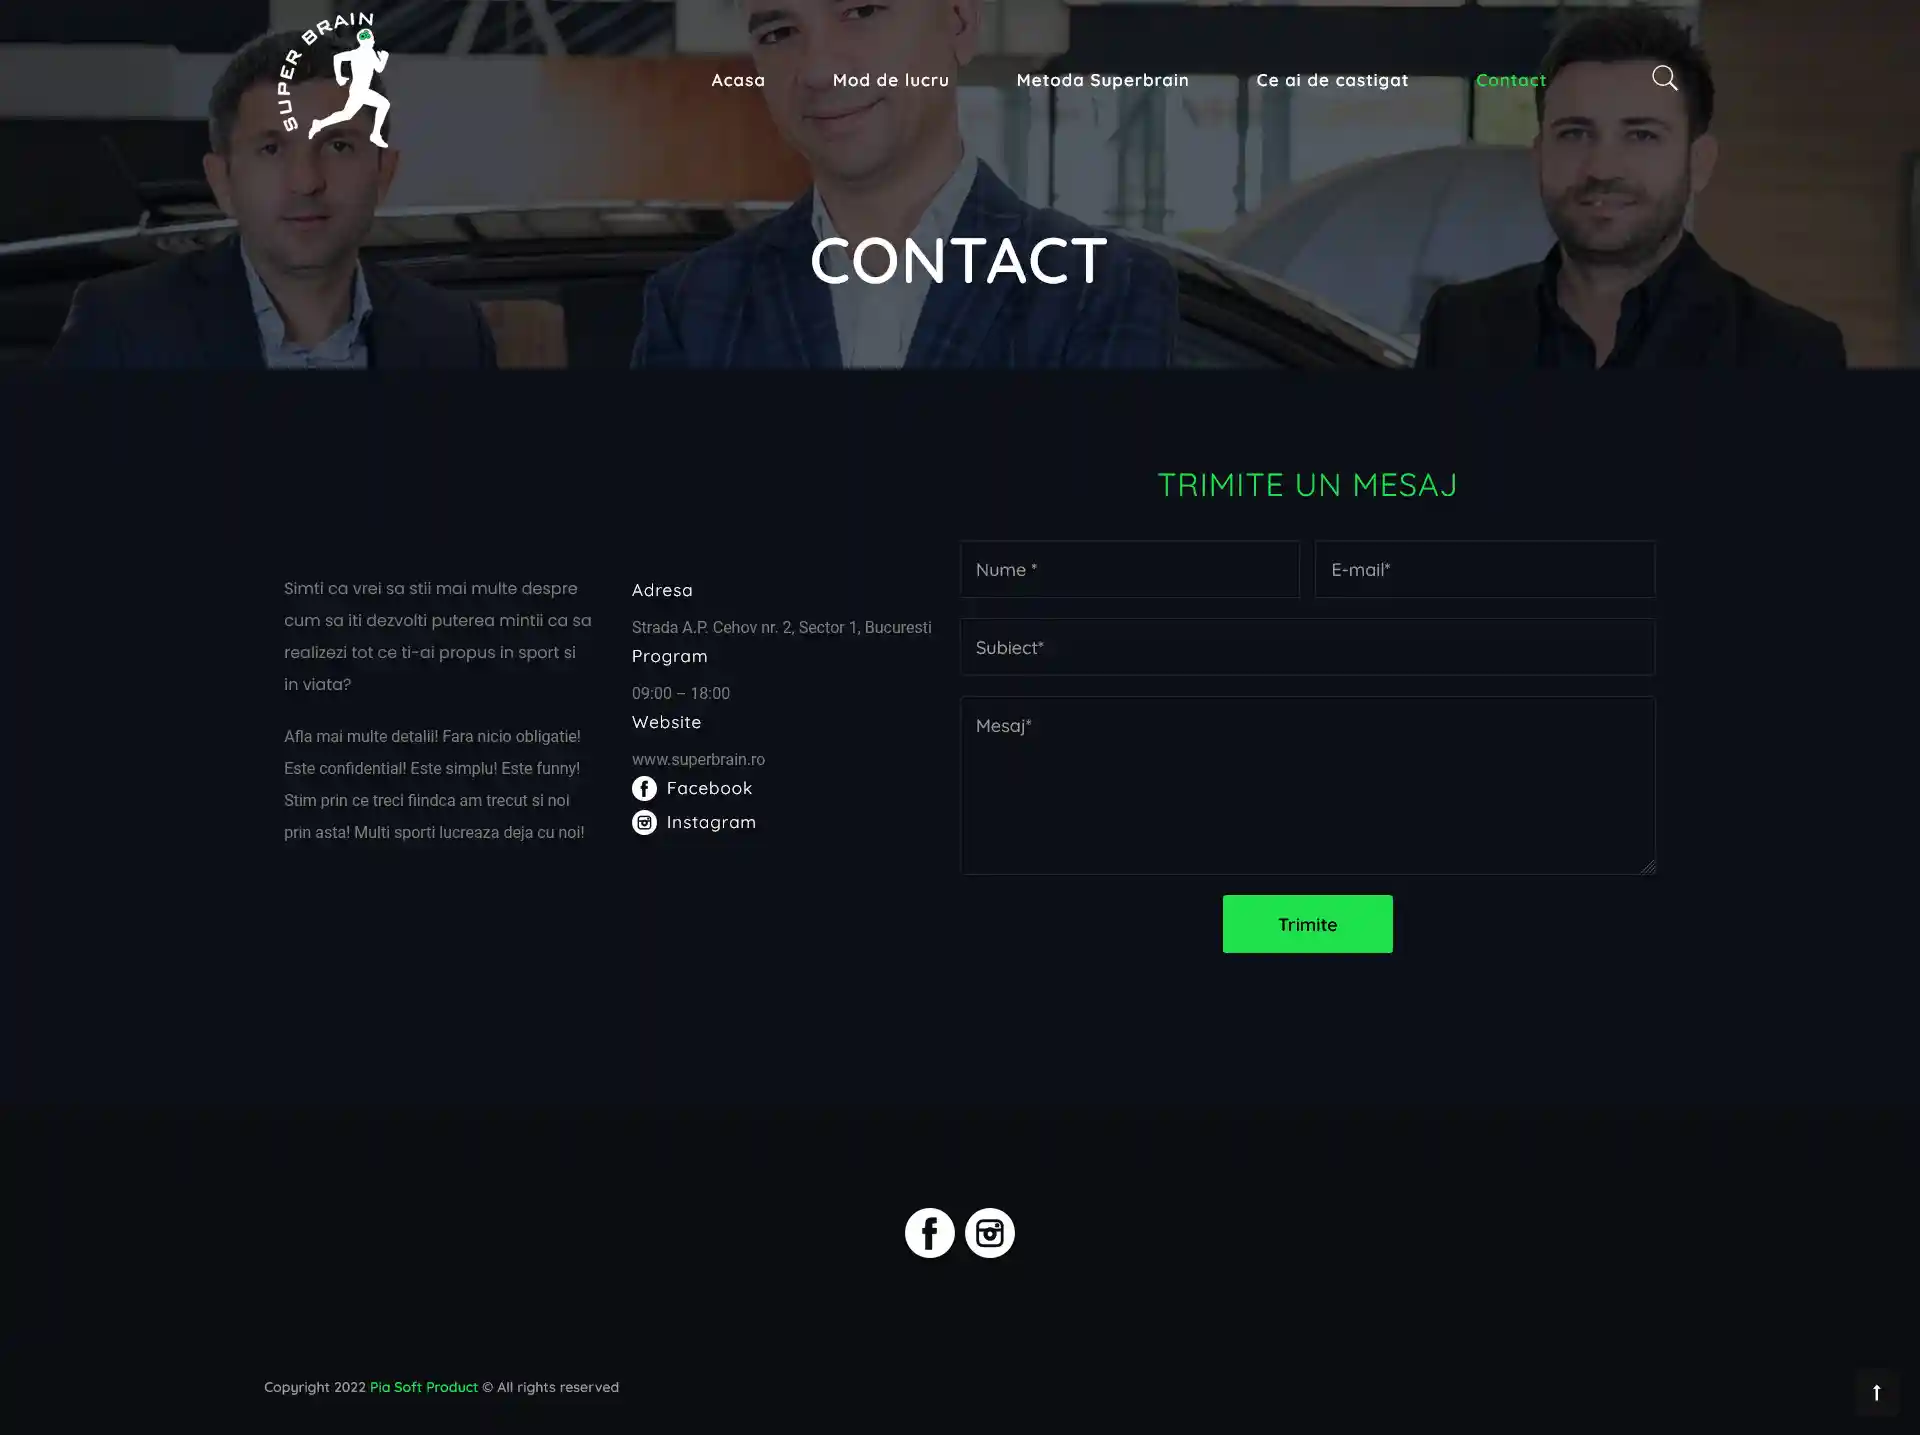 SUPER BRAIN
Acasa
Mod de lucru
Metoda Superbrain
Ce ai de castigat
Contact
CONTACT
Simti ca vrei sa stii mai multe despre
cum sa iti dezvolti puterea mintii ca sa
realizezi tot ce ti-ai propus in sport si
in viata?
Afla mai multe detalii! Fara nicio obligatie!
Este confidential! Este simplu! Este funny!
Stim prin ce treci fiindca am trecut si noi
prin asta! Multi sporti lucreaza deja cu noi!
Adresa
Strada A.P. Cehov nr. 2, Sector 1, Bucuresti
Program
09:00 – 18:00
Website
www.superbrain.ro
Facebook
Instagram
TRIMITE UN MESAJ
Nume *
E-mail*
Subiect*
Mesaj*
Trimite
Copyright 2022 Pia Soft Product © All rights reserved